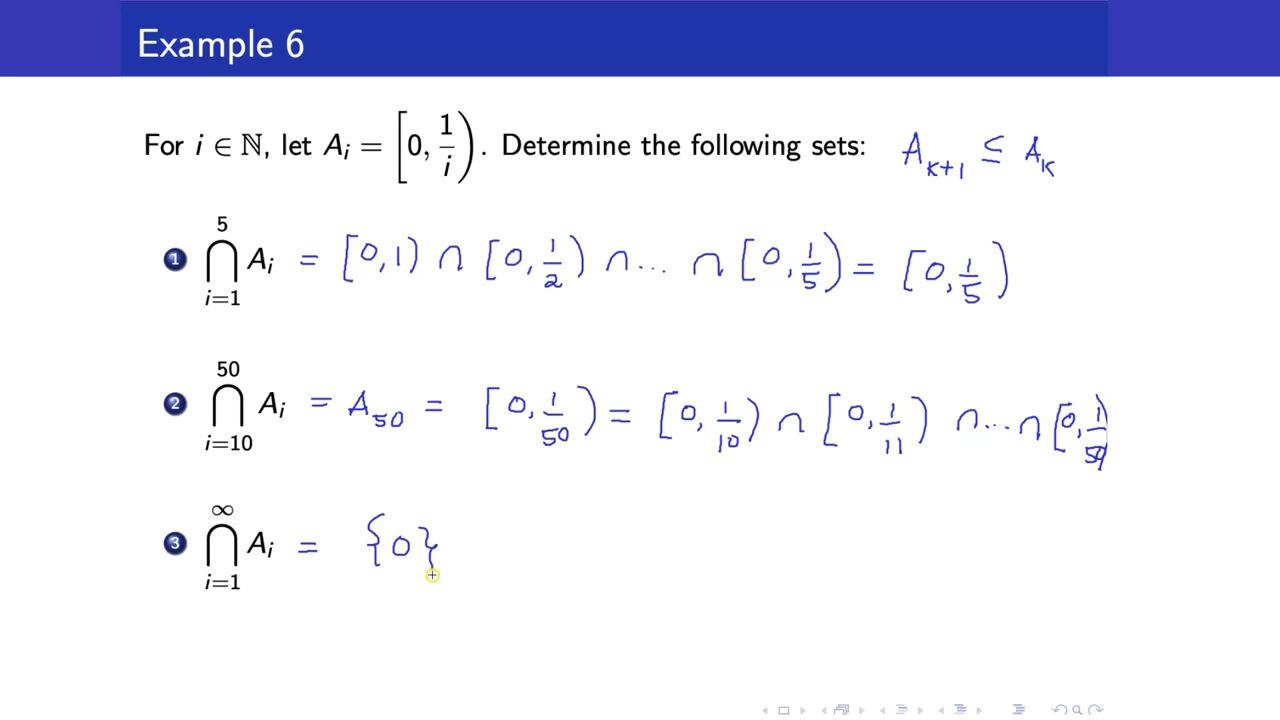 Example 6
For i ∈ ℕ, let A_i = [0, 1/i). Determine the following sets: A_{k+1} ⊆ A_k
1 ⋂_{i=1}^{5} A_i = [0,1) ∩ [0, 1/2) ∩ ... ∩ [0, 1/5) = [0, 1/5)
2 ⋂_{i=10}^{50} A_i = A_{50} = [0, 1/50) = [0, 1/10) ∩ [0, 1/11) ∩ ... ∩ [0, 1/50)
3 ⋂_{i=1}^{∞} A_i = {0}